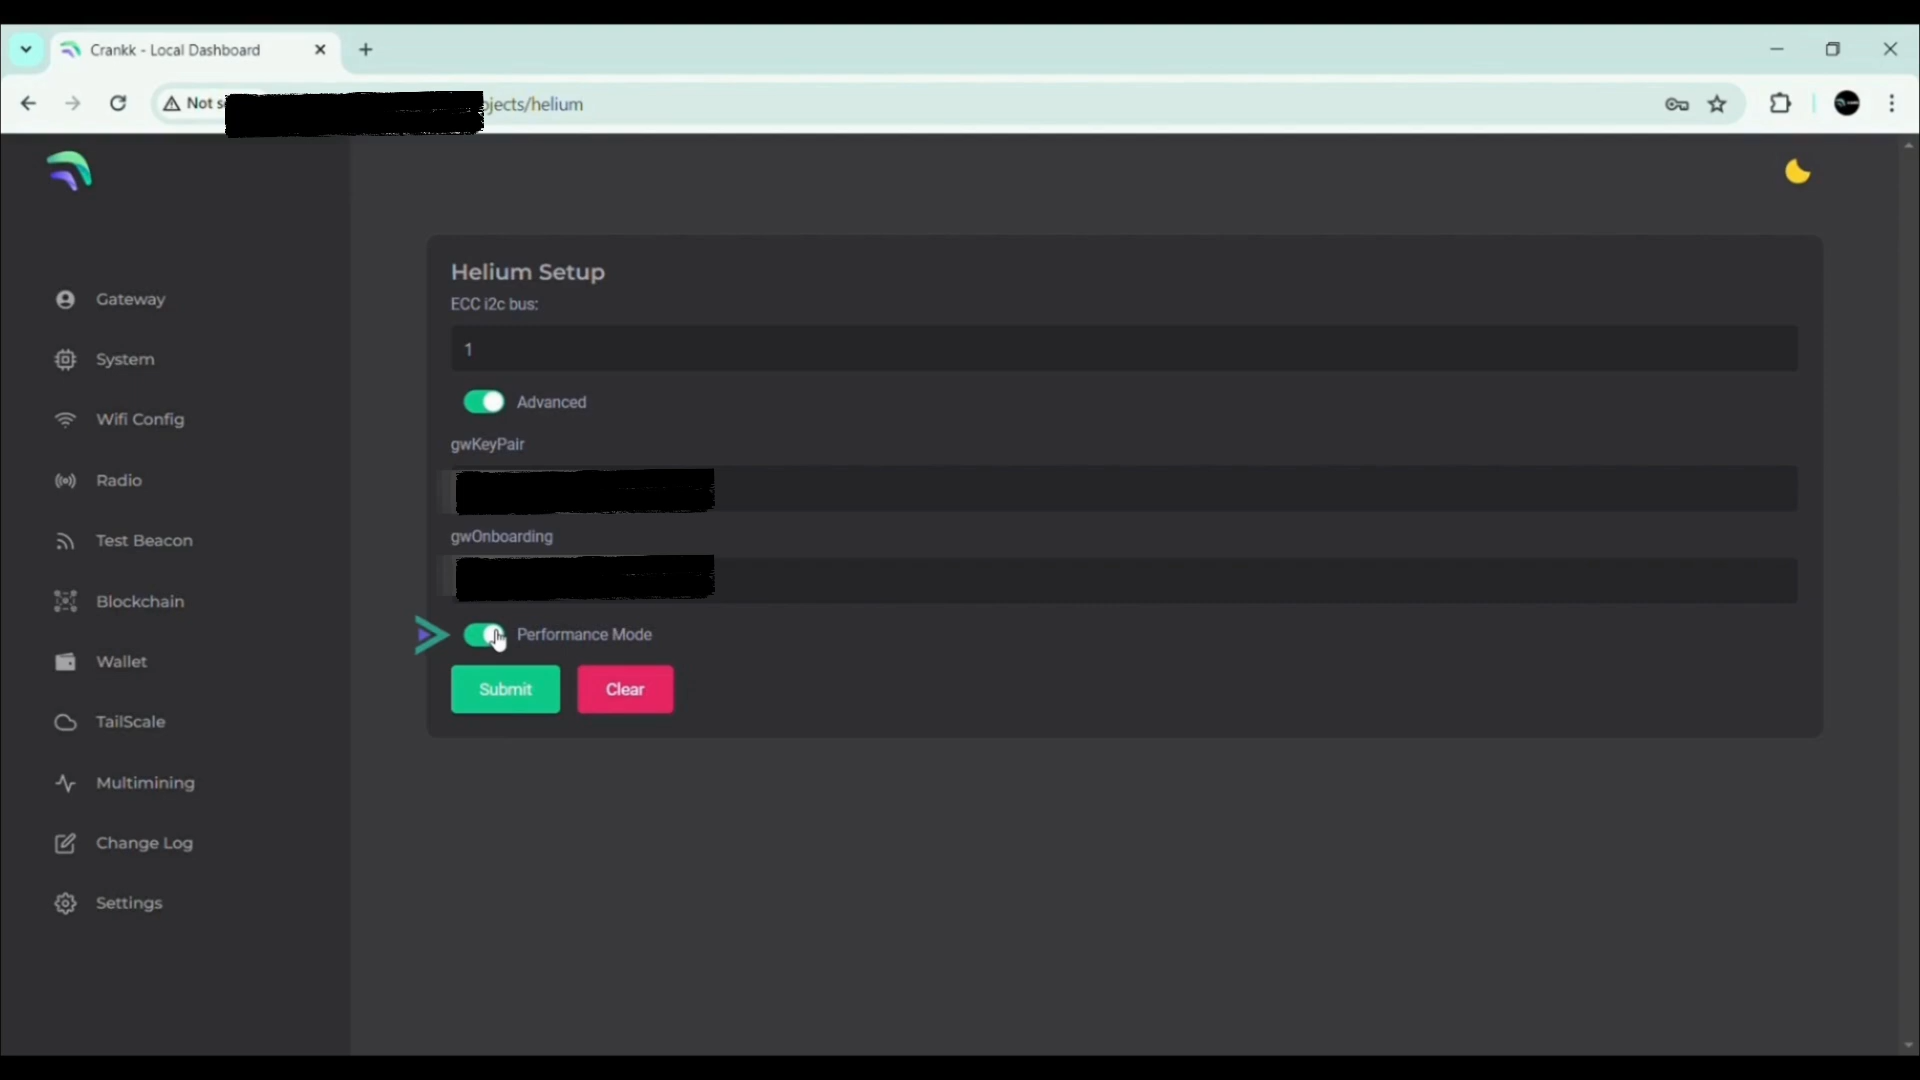 Crankk - Local Dashboard
Not
ojects/helium
Gateway
System
Wifi Config
Radio
Test Beacon
Blockchain
Wallet
TailScale
Multimining
Change Log
Settings
Helium Setup
ECC i2c bus:
1
Advanced
gwKeyPair
gwOnboarding
Performance Mode
Submit
Clear